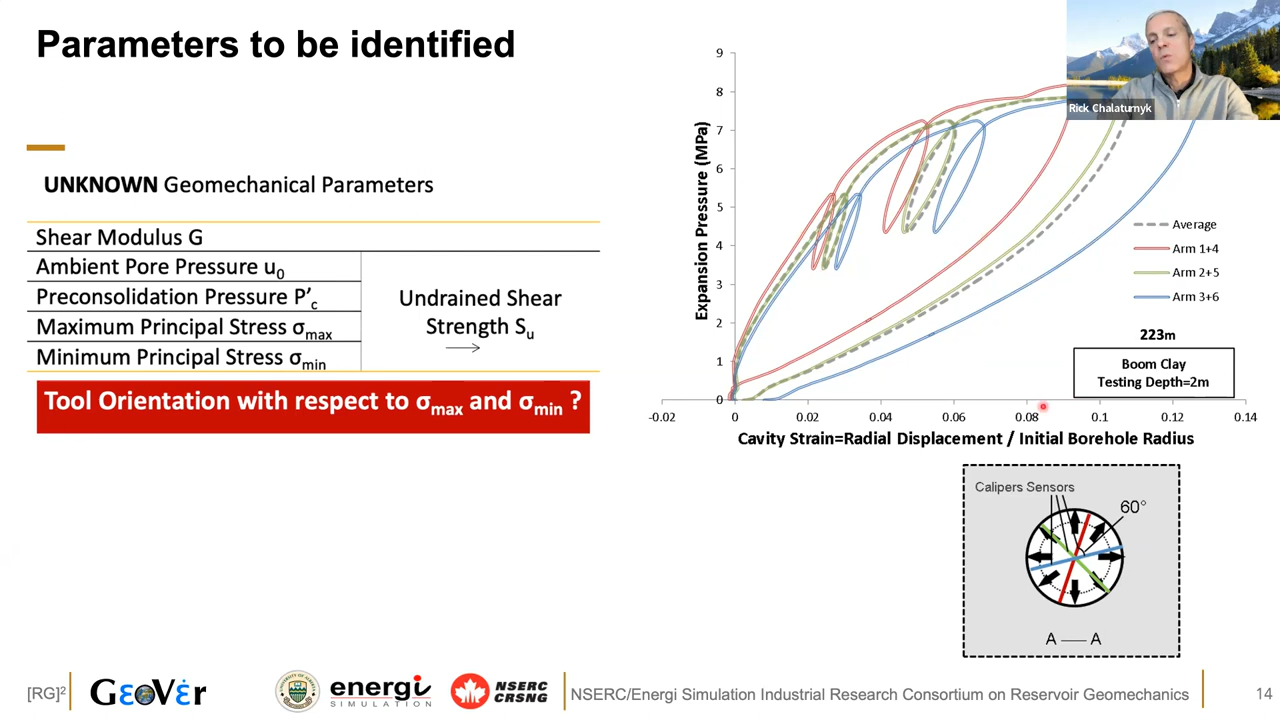 Parameters to be identified
Rick Chalaturnyk
UNKNOWN Geomechanical Parameters
Shear Modulus G
Ambient Pore Pressure u₀
Preconsolidation Pressure P'c
Maximum Principal Stress σmax
Minimum Principal Stress σmin
Undrained Shear
Strength Su
Tool Orientation with respect to σmax and σmin ?
Expansion Pressure (MPa)
9
8
7
6
5
4
3
2
1
0
-0.02 0 0.02 0.04 0.06 0.08 0.1 0.12 0.14
Cavity Strain=Radial Displacement / Initial Borehole Radius
Average
Arm 1+4
Arm 2+5
Arm 3+6
223m
Boom Clay
Testing Depth=2m
Calipers Sensors
60°
A — A
[RG]²
GeoVer
energi
SIMULATION
NSERC
CRSNG
NSERC/Energi Simulation Industrial Research Consortium on Reservoir Geomechanics
14